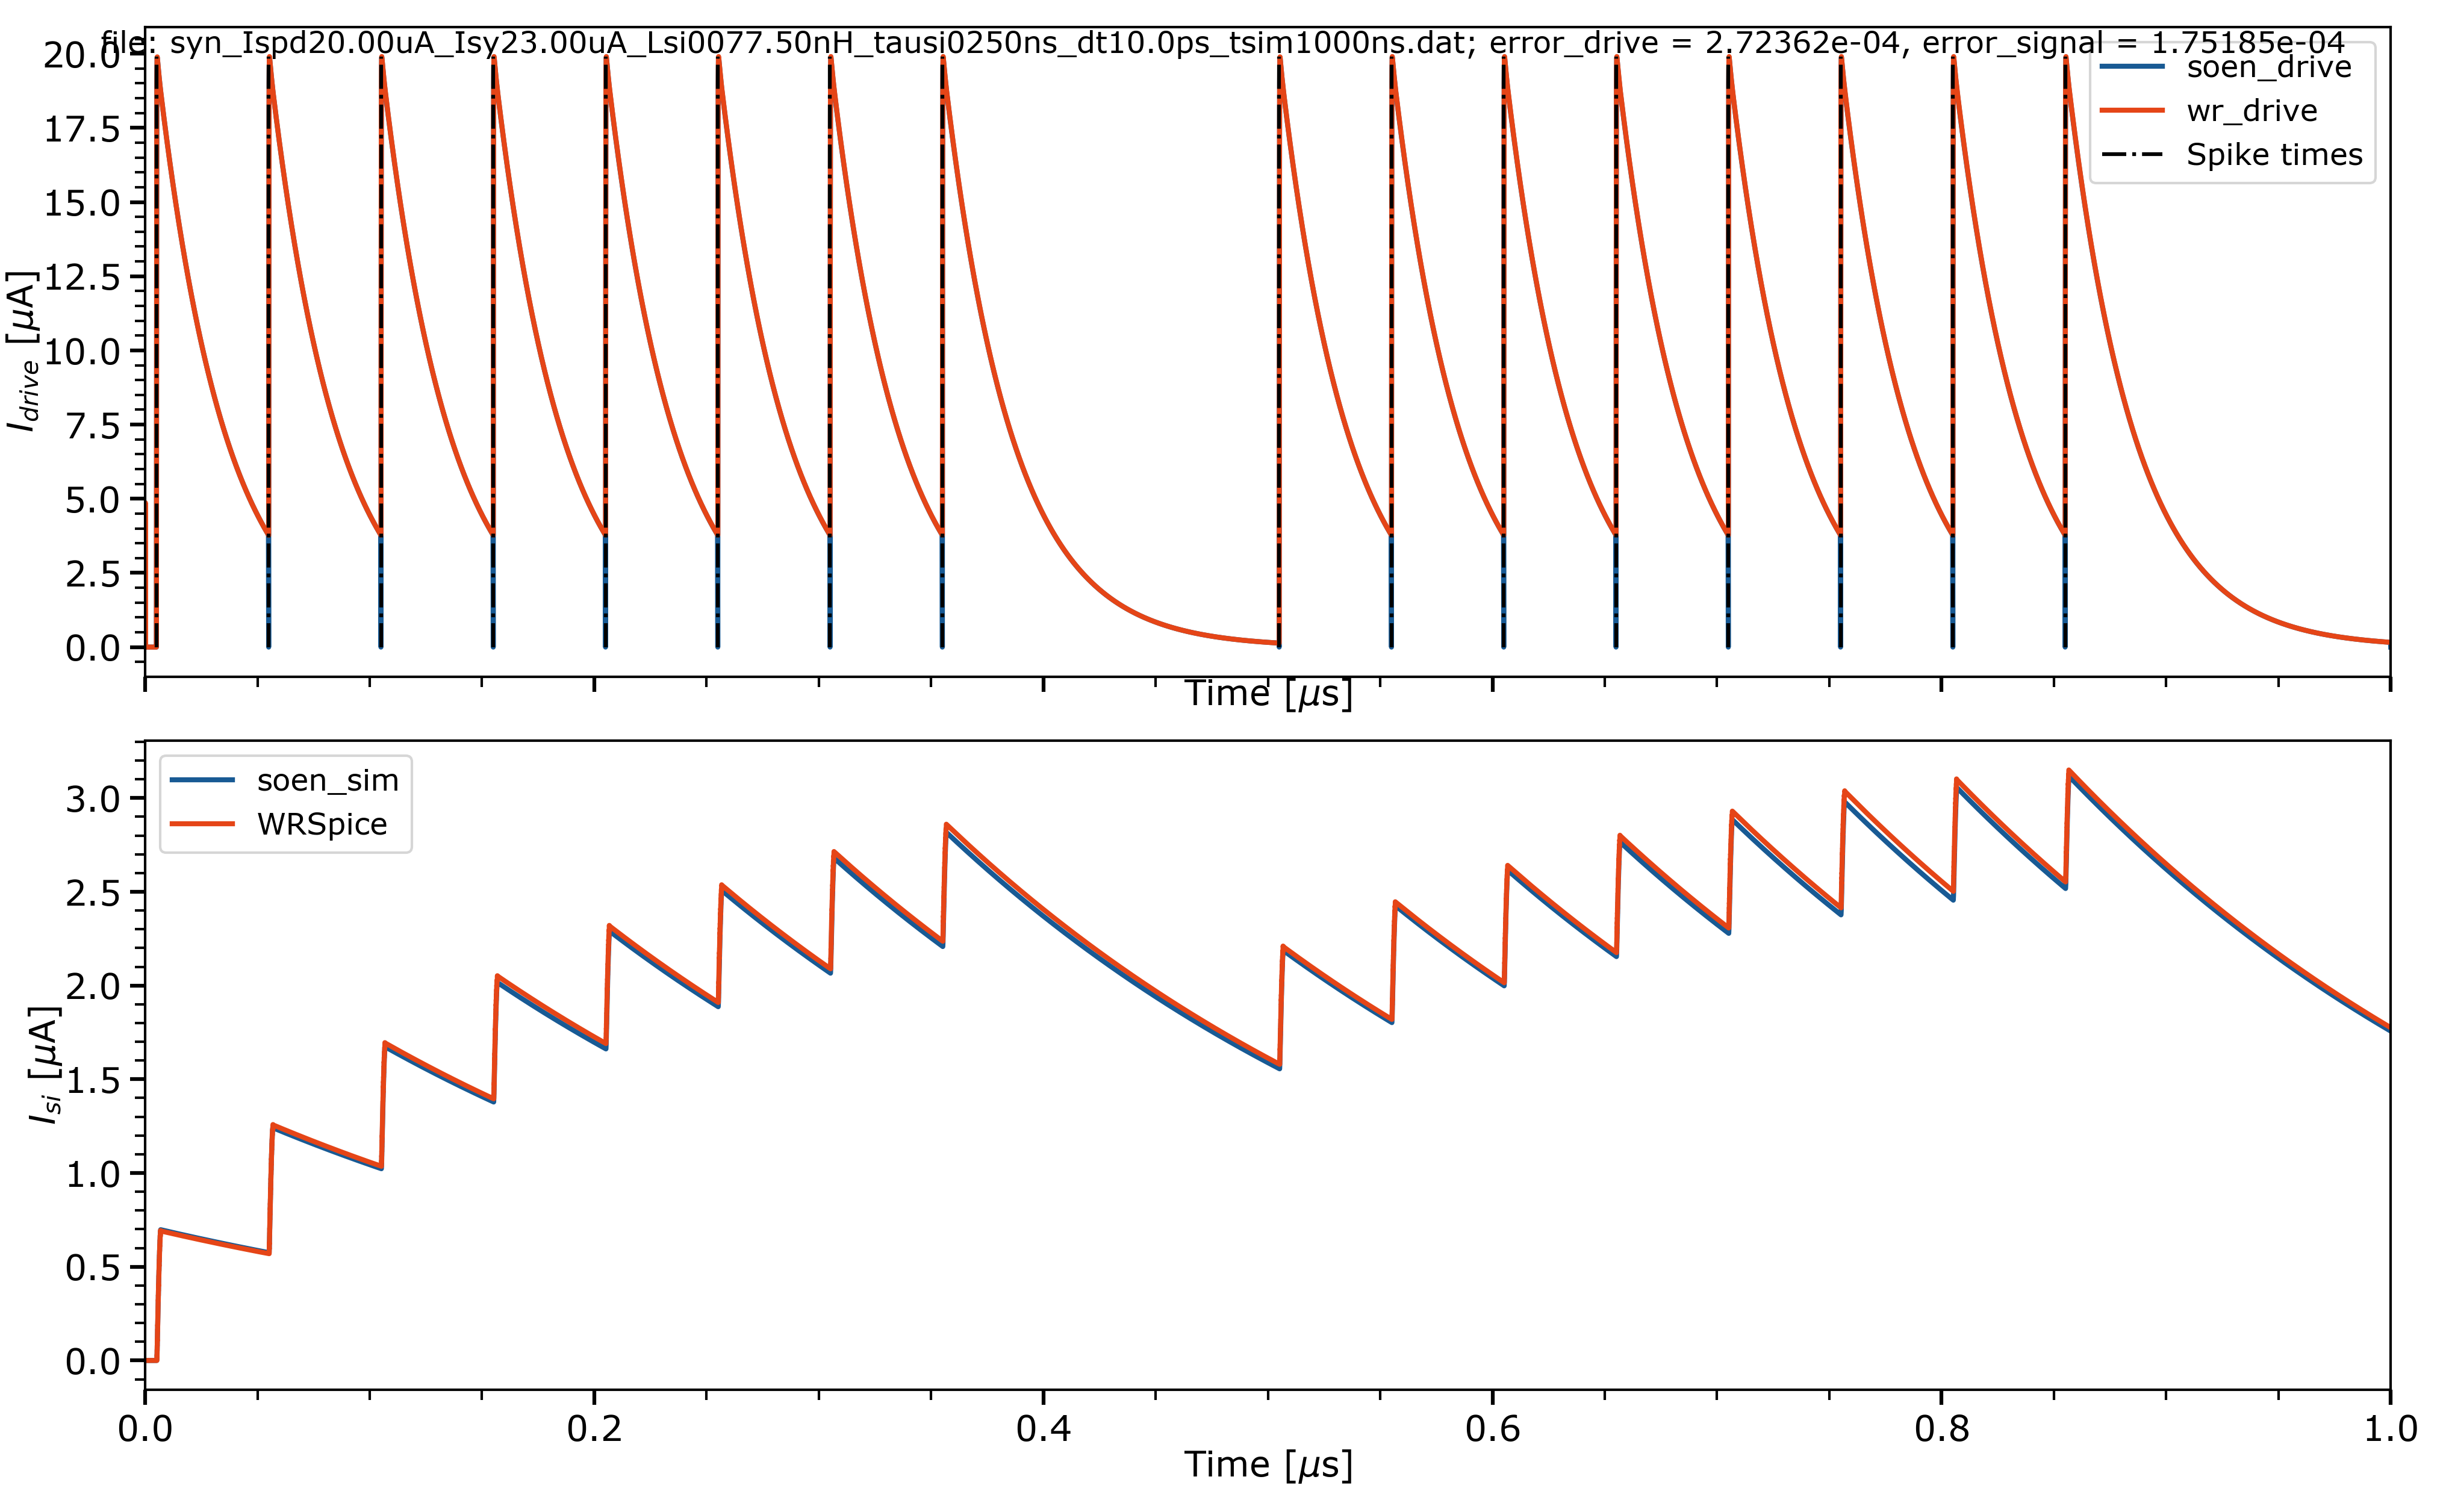 file: syn_Ispd20.00uA_Isy23.00uA_Lsi0077.50nH_tausi0250ns_dt10.0ps_tsim1000ns.dat; error_drive = 2.72362e-04, error_signal = 1.75185e-04
20.0
17.5
15.0
12.5
10.0
7.5
5.0
2.5
0.0
I_drive [μA]
soen_drive
wr_drive
Spike times
Time [μs]
3.0
2.5
2.0
1.5
1.0
0.5
0.0
I_si [μA]
soen_sim
WRSpice
0.0 0.2 0.4 0.6 0.8 1.0
Time [μs]